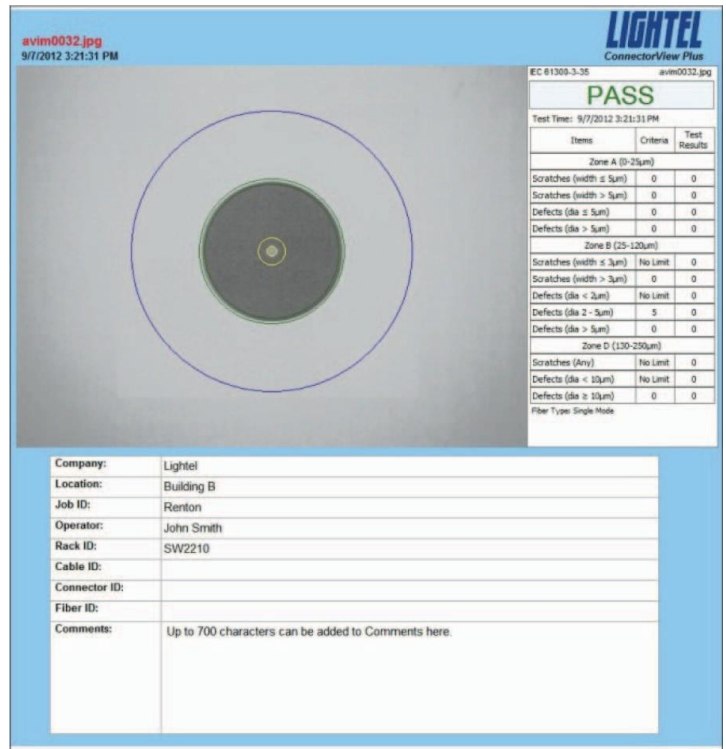 avim0032.jpg
9/7/2012 3:21:31 PM
LIGHTEL
ConnectorView Plus
IEC 61300-3-35 avim0032.jpg
PASS
Test Time: 9/7/2012 3:21:31 PM
Items Criteria Test Results
Zone A (0-25µm)
Scratches (width ≤ 5µm) 0 0
Scratches (width > 5µm) 0 0
Defects (dia ≤ 5µm) 0 0
Defects (dia > 5µm) 0 0
Zone B (25-120µm)
Scratches (width ≤ 3µm) No Limit 0
Scratches (width > 3µm) 0 0
Defects (dia < 2µm) No Limit 0
Defects (dia 2 - 5µm) 5 0
Defects (dia > 5µm) 0 0
Zone D (130-250µm)
Scratches (Any) No Limit 0
Defects (dia < 10µm) No Limit 0
Defects (dia ≥ 10µm) 0 0
Fiber Type: Single Mode
Company: Lightel
Location: Building B
Job ID: Renton
Operator: John Smith
Rack ID: SW2210
Cable ID:
Connector ID:
Fiber ID:
Comments: Up to 700 characters can be added to Comments here.